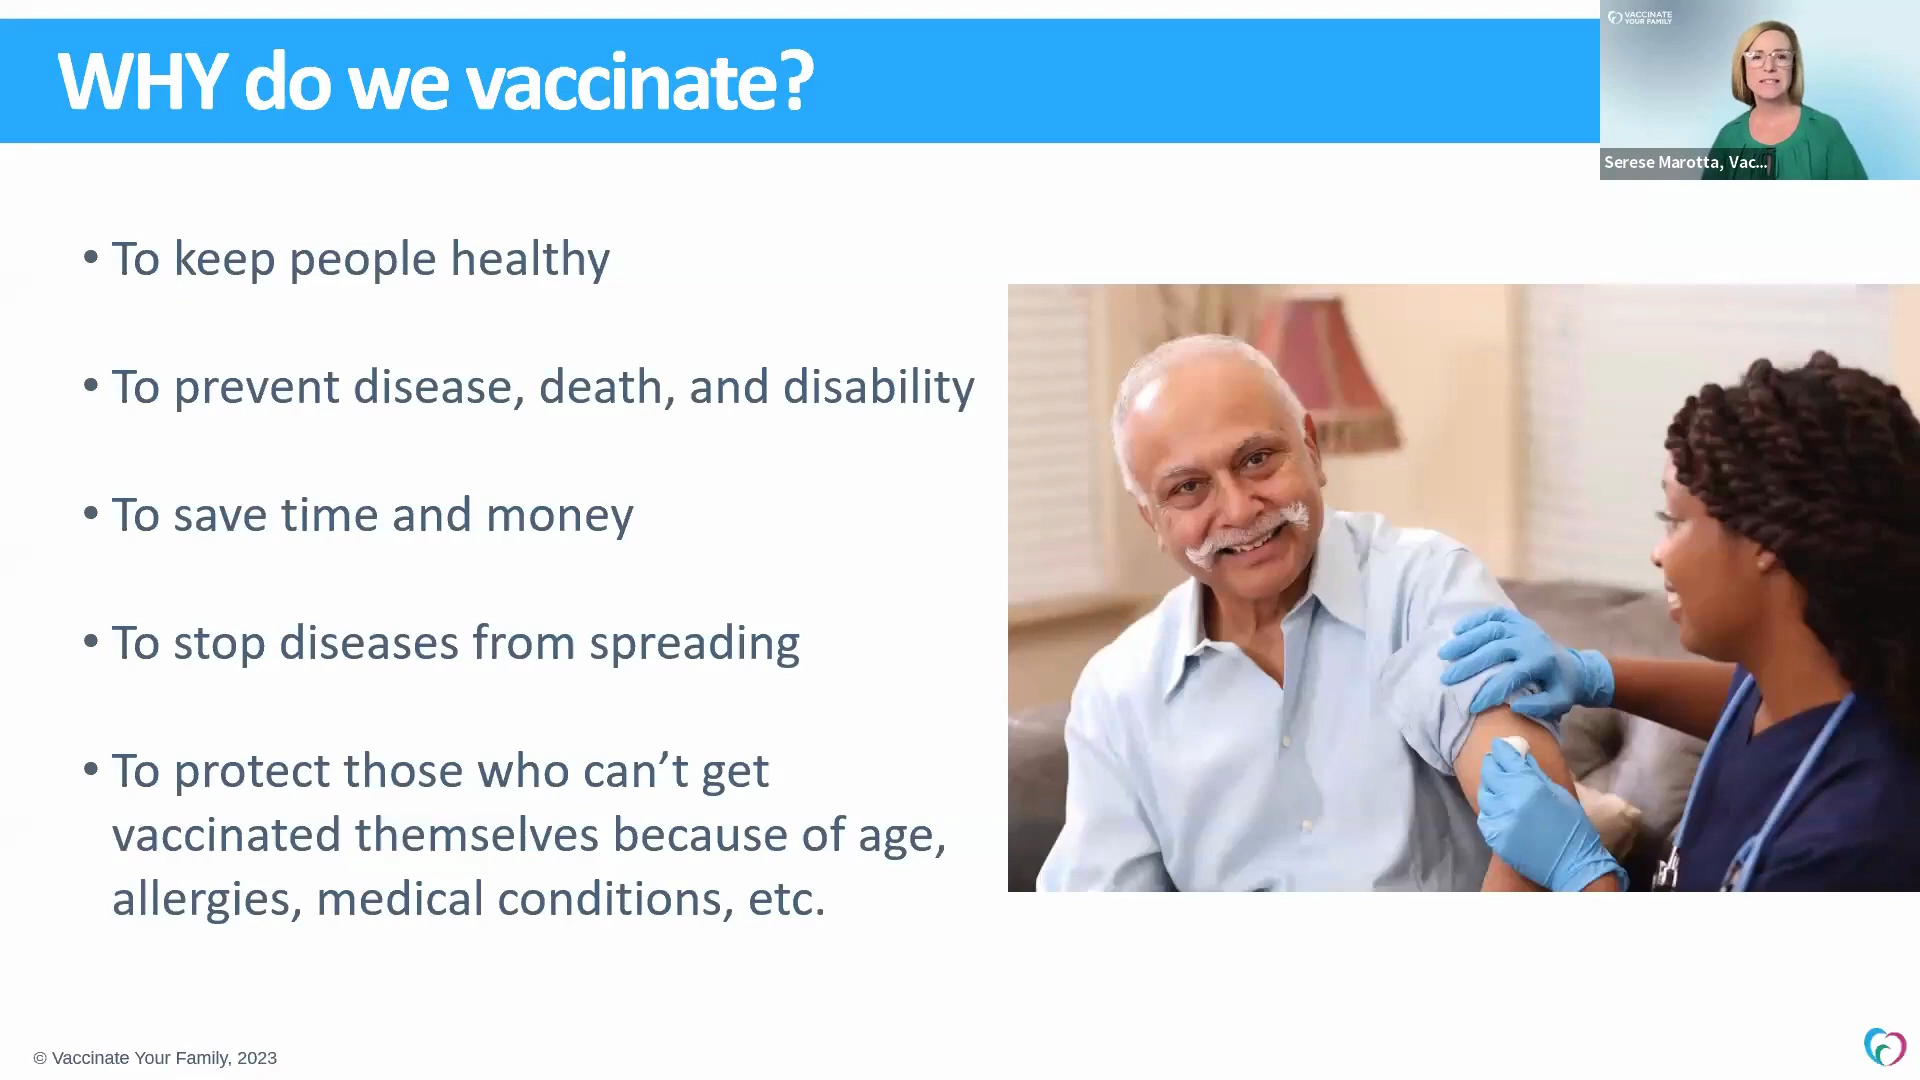 WHY do we vaccinate?
VACCINATE
YOUR FAMILY
Serese Marotta, Vac...
• To keep people healthy
• To prevent disease, death, and disability
• To save time and money
• To stop diseases from spreading
• To protect those who can’t get
vaccinated themselves because of age,
allergies, medical conditions, etc.
© Vaccinate Your Family, 2023